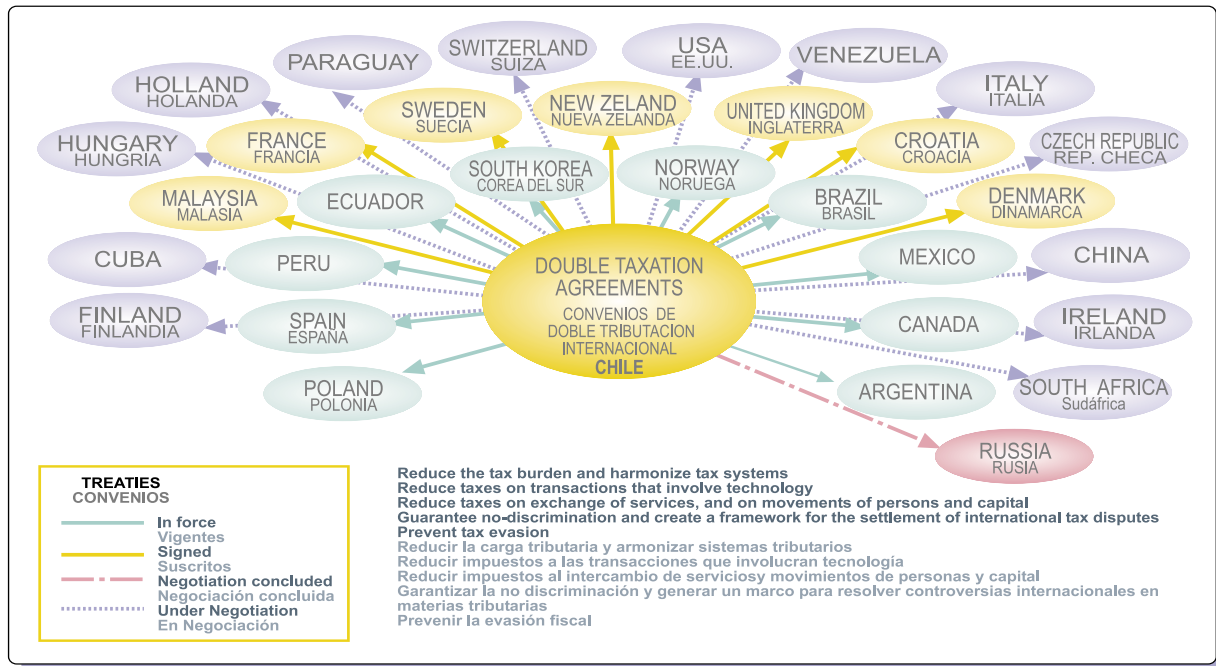 SWITZERLAND
SUIZA
USA
EE.UU.
VENEZUELA
PARAGUAY
HOLLAND
HOLANDA
ITALY
ITALIA
SWEDEN
SUECIA
NEW ZELAND
NUEVA ZELANDA
UNITED KINGDOM
INGLATERRA
HUNGARY
HUNGRIA
FRANCE
FRANCIA
CROATIA
CROACIA
CZECH REPUBLIC
REP. CHECA
SOUTH KOREA
COREA DEL SUR
NORWAY
NORUEGA
MALAYSIA
MALASIA
ECUADOR
BRAZIL
BRASIL
DENMARK
DINAMARCA
CUBA
PERU
DOUBLE TAXATION
AGREEMENTS
CONVENIOS DE
DOBLE TRIBUTACION
INTERNACIONAL
CHILE
MEXICO
CHINA
FINLAND
FINLANDIA
SPAIN
ESPAÑA
CANADA
IRELAND
IRLANDA
POLAND
POLONIA
ARGENTINA
SOUTH AFRICA
Sudáfrica
RUSSIA
RUSIA
TREATIES
CONVENIOS
In force
Vigentes
Signed
Suscritos
Negotiation concluded
Negociación concluida
Under Negotiation
En Negociación
Reduce the tax burden and harmonize tax systems
Reduce taxes on transactions that involve technology
Reduce taxes on exchange of services, and on movements of persons and capital
Guarantee no-discrimination and create a framework for the settlement of international tax disputes
Prevent tax evasion
Reducir la carga tributaria y armonizar sistemas tributarios
Reducir impuestos a las transacciones que involucran tecnología
Reducir impuestos al intercambio de serviciosy movimientos de personas y capital
Garantizar la no discriminación y generar un marco para resolver controversias internacionales en
materias tributarias
Prevenir la evasión fiscal